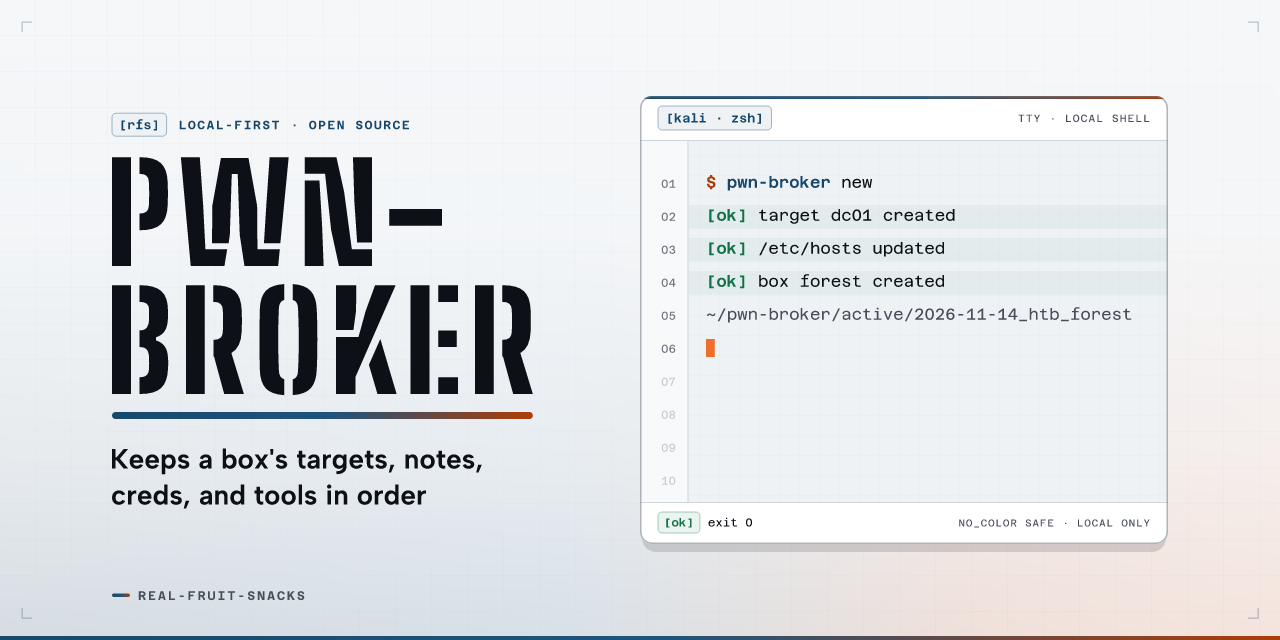 [rfs] LOCAL-FIRST · OPEN SOURCE
PWN-
BROKER
Keeps a box's targets, notes,
creds, and tools in order
REAL-FRUIT-SNACKS
[kali · zsh] TTY · LOCAL SHELL
01 $ pwn-broker new
02 [ok] target dc01 created
03 [ok] /etc/hosts updated
04 [ok] box forest created
05 ~/pwn-broker/active/2026-11-14_htb_forest
06
07
08
09
10
[ok] exit 0 NO_COLOR SAFE · LOCAL ONLY